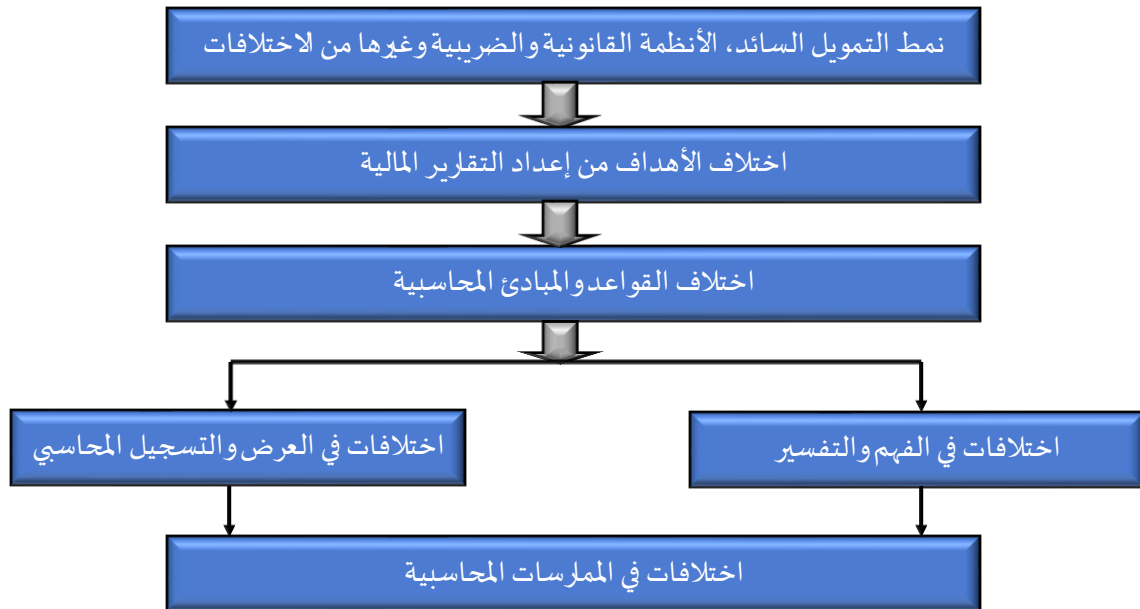 نمط التمويل السائد، الأنظمة القانونية والضريبية وغيرها من الاختلافات
اختلاف الأهداف من إعداد التقارير المالية
اختلاف القواعد والمبادئ المحاسبية
اختلافات في الفهم والتفسير
اختلافات في العرض والتسجيل المحاسبي
اختلافات في الممارسات المحاسبية